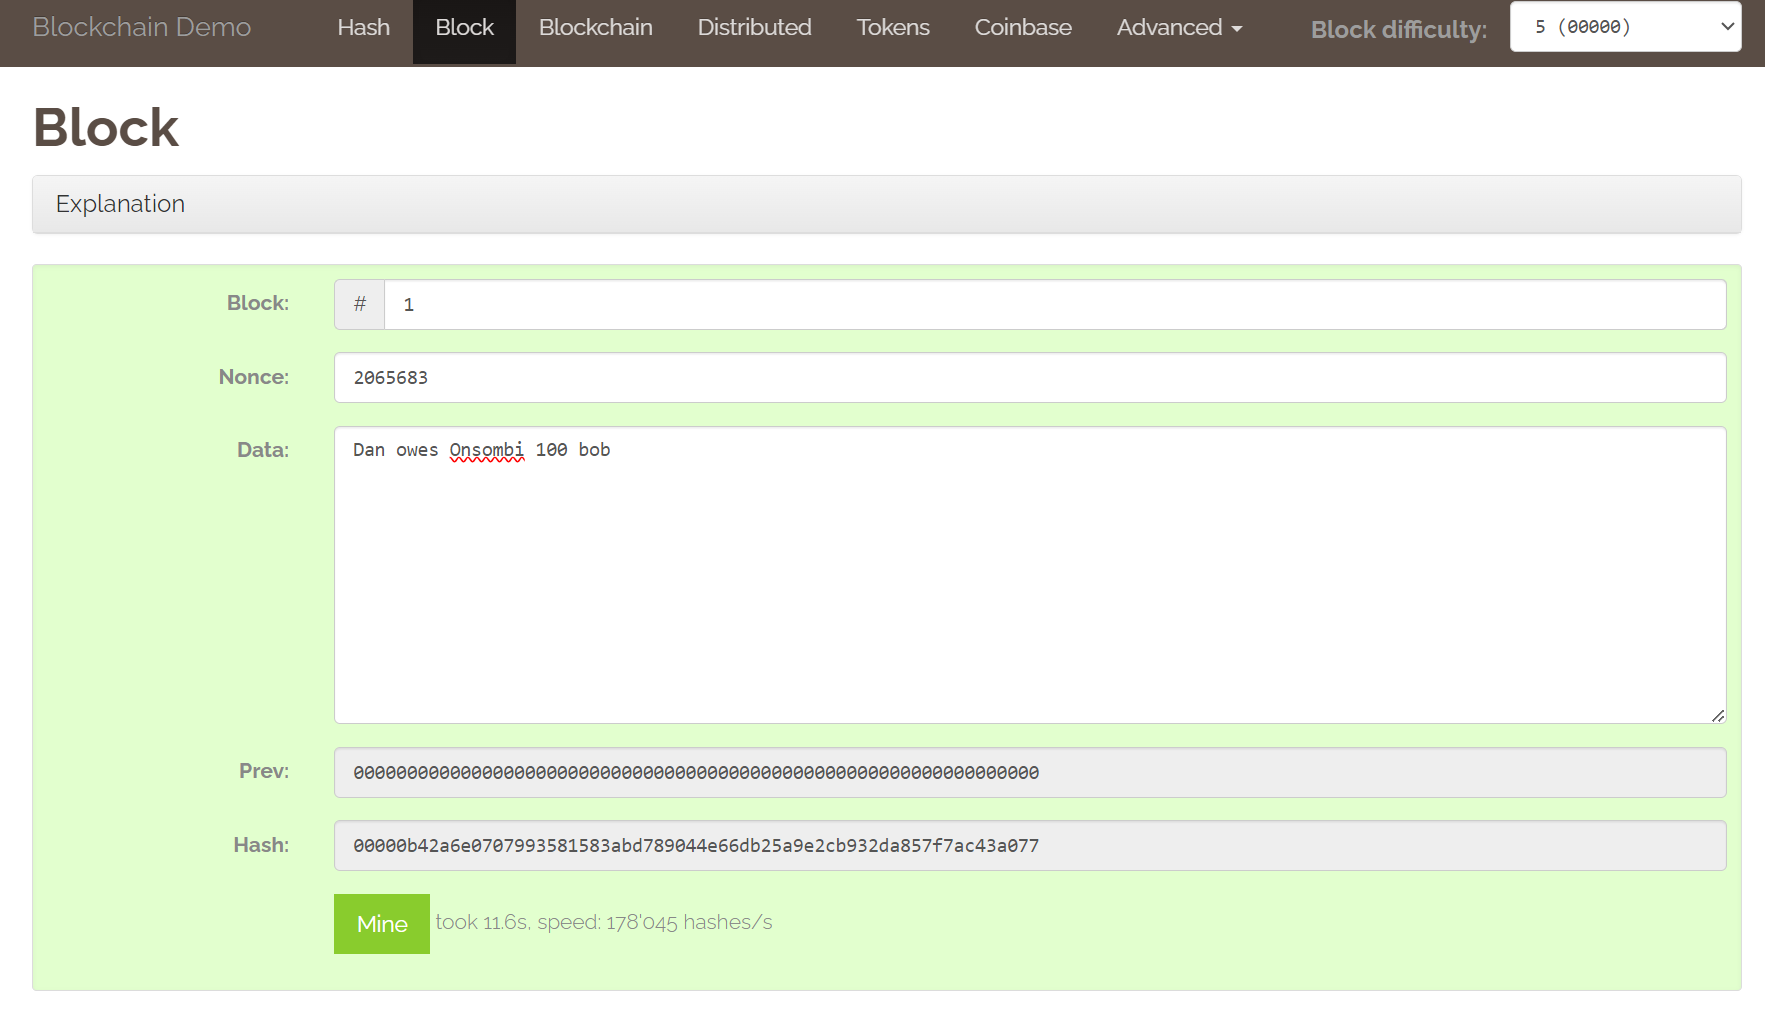 Blockchain Demo Hash Block Blockchain Distributed Tokens Coinbase Advanced Block difficulty: 5 (00000)
Block
Explanation
Block: # 1
Nonce: 2065683
Data: Dan owes Onsombi 100 bob
Prev: 0000000000000000000000000000000000000000000000000000000000000000
Hash: 00000b42a6e0707993581583abd789044e66db25a9e2cb932da857f7ac43a077
Mine took 11.6s, speed: 178'045 hashes/s